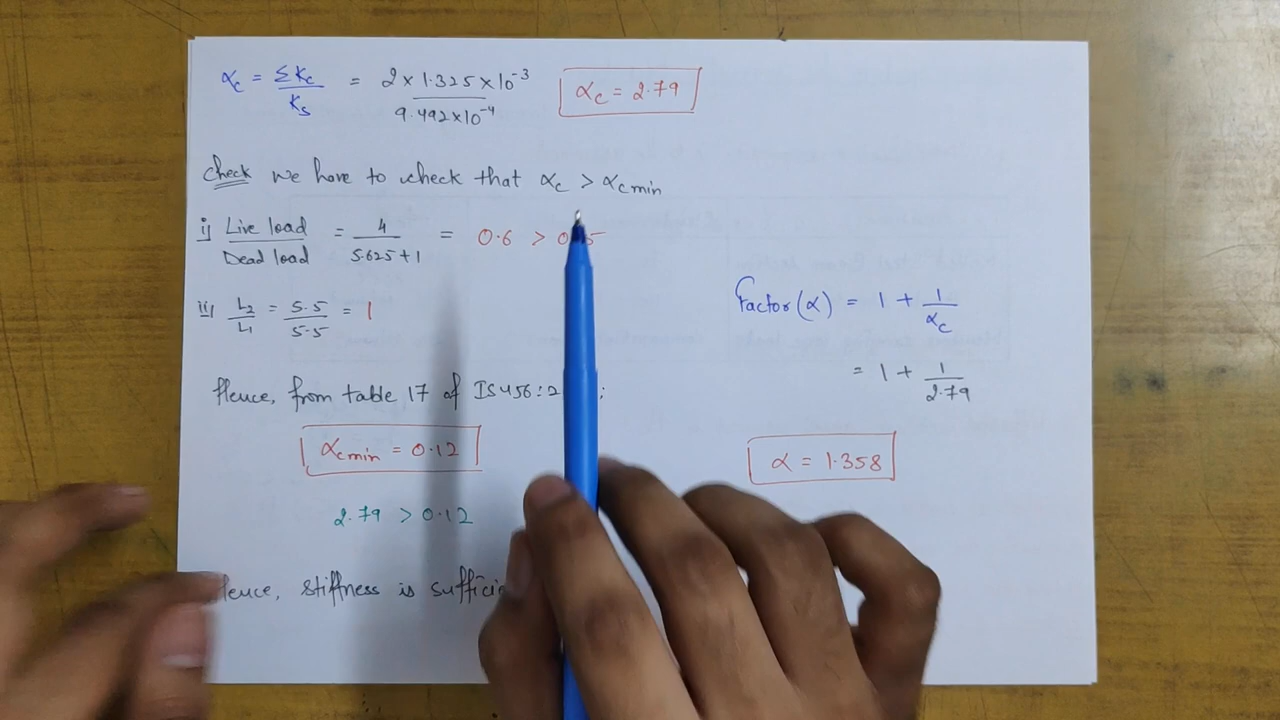 αc = ΣKc / Ks = 2 × 1.325 × 10⁻³ / 9.492×10⁻⁴
αc = 2.79
Check we have to check that αc > αc min
i) Live load / Dead load = 4 / 5.625+1 = 0.6 >
ii) L2 / L1 = 5.5 / 5.5 = 1
Hence, from table 17 of IS 456:2 ;
αc min = 0.12
2.79 > 0.12
Hence, stiffness is
Factor(α) = 1 + 1 / αc
= 1 + 1 / 2.79
α = 1.358